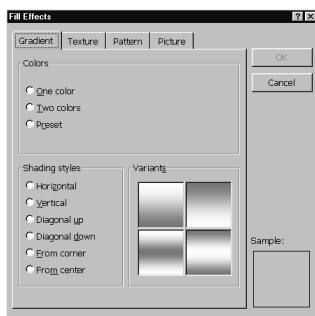 Fill Effects
Gradient Texture Pattern Picture
OK
Cancel
Colors
One color
Two colors
Preset
Shading styles
Horizontal
Vertical
Diagonal up
Diagonal down
From corner
From center
Variants
Sample: